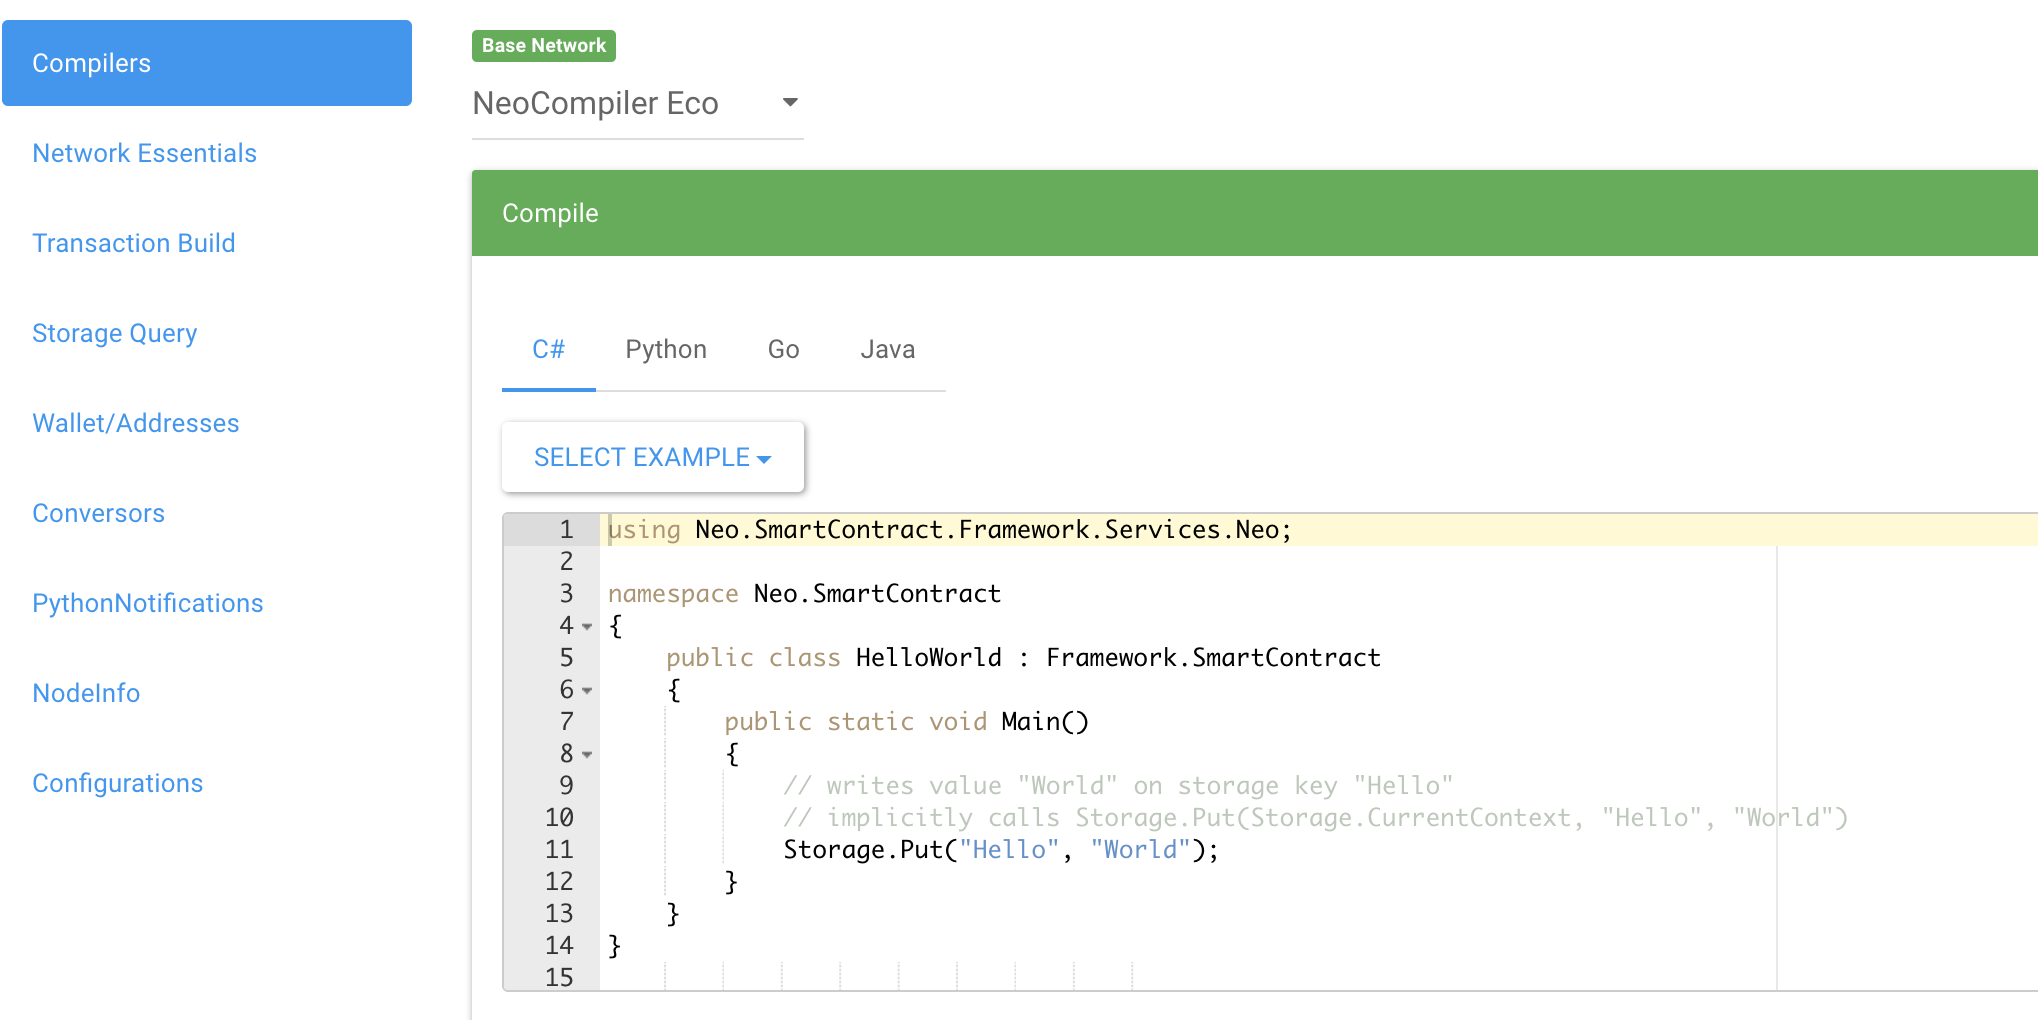 Compilers
Network Essentials
Transaction Build
Storage Query
Wallet/Addresses
Conversors
PythonNotifications
NodeInfo
Configurations
Base Network
NeoCompiler Eco
Compile
C# Python Go Java
SELECT EXAMPLE
1 using Neo.SmartContract.Framework.Services.Neo;
2
3 namespace Neo.SmartContract
4 {
5     public class HelloWorld : Framework.SmartContract
6     {
7         public static void Main()
8         {
9             // writes value "World" on storage key "Hello"
10             // implicitly calls Storage.Put(Storage.CurrentContext, "Hello", "World")
11             Storage.Put("Hello", "World");
12         }
13     }
14 }
15